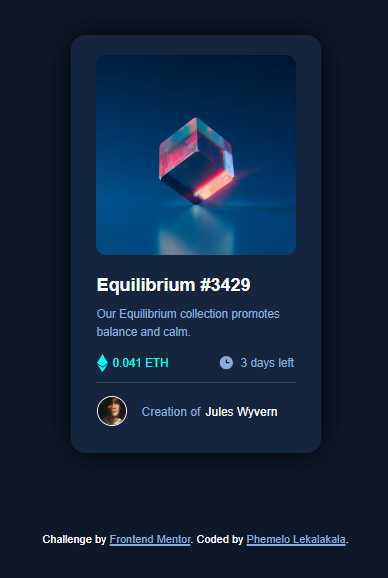 Equilibrium #3429
Our Equilibrium collection promotes
balance and calm.
0.041 ETH
3 days left
Creation of Jules Wyvern
Challenge by Frontend Mentor. Coded by Phemelo Lekalakala.